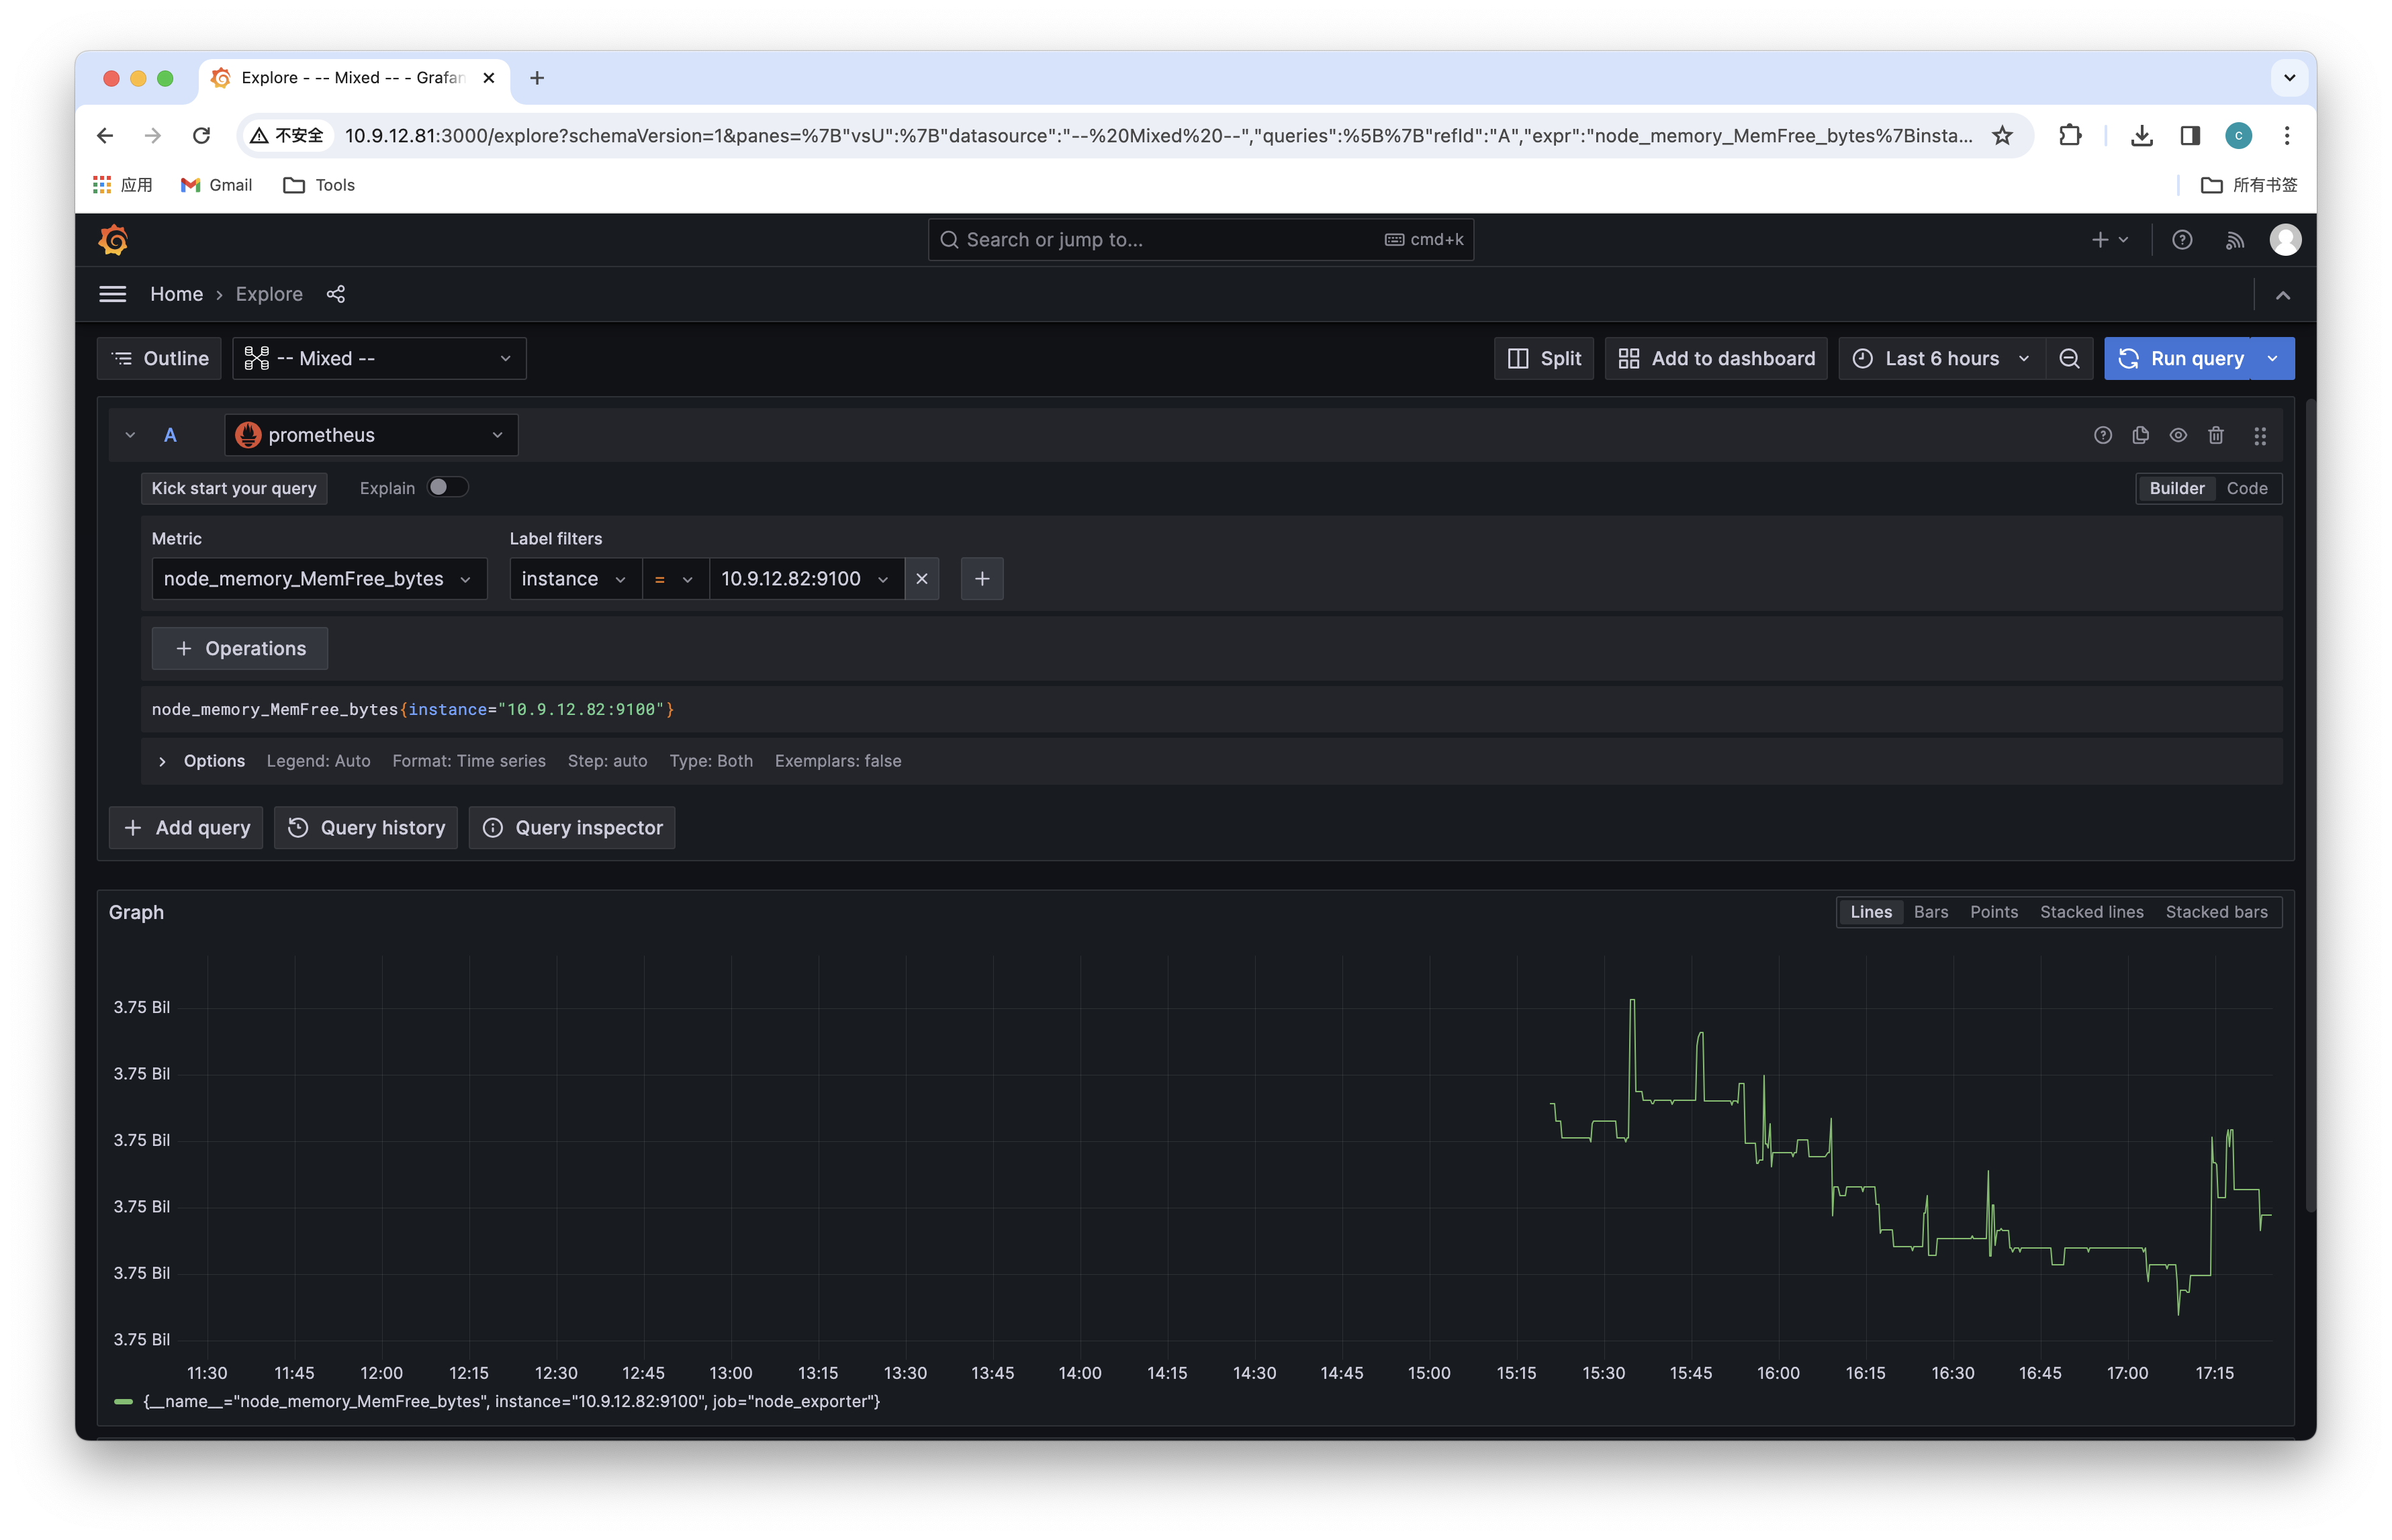 Explore - -- Mixed -- - Grafan
不安全 10.9.12.81:3000/explore?schemaVersion=1&panes=%7B"vsU":%7B"datasource":"--%20Mixed%20--","queries":%5B%7B"refId":"A","expr":"node_memory_MemFree_bytes%7Binsta... C
应用 Gmail Tools 所有书签
Search or jump to... cmd+k
Home Explore
Outline -- Mixed -- Split Add to dashboard Last 6 hours Run query
A prometheus
Kick start your query Explain Builder Code
Metric Label filters
node_memory_MemFree_bytes instance = 10.9.12.82:9100
Operations
node_memory_MemFree_bytes{instance="10.9.12.82:9100"}
Options Legend: Auto Format: Time series Step: auto Type: Both Exemplars: false
Add query Query history Query inspector
Graph Lines Bars Points Stacked lines Stacked bars
3.75 Bil
3.75 Bil
3.75 Bil
3.75 Bil
3.75 Bil
3.75 Bil
11:30 11:45 12:00 12:15 12:30 12:45 13:00 13:15 13:30 13:45 14:00 14:15 14:30 14:45 15:00 15:15 15:30 15:45 16:00 16:15 16:30 16:45 17:00 17:15
{__name__="node_memory_MemFree_bytes", instance="10.9.12.82:9100", job="node_exporter"}